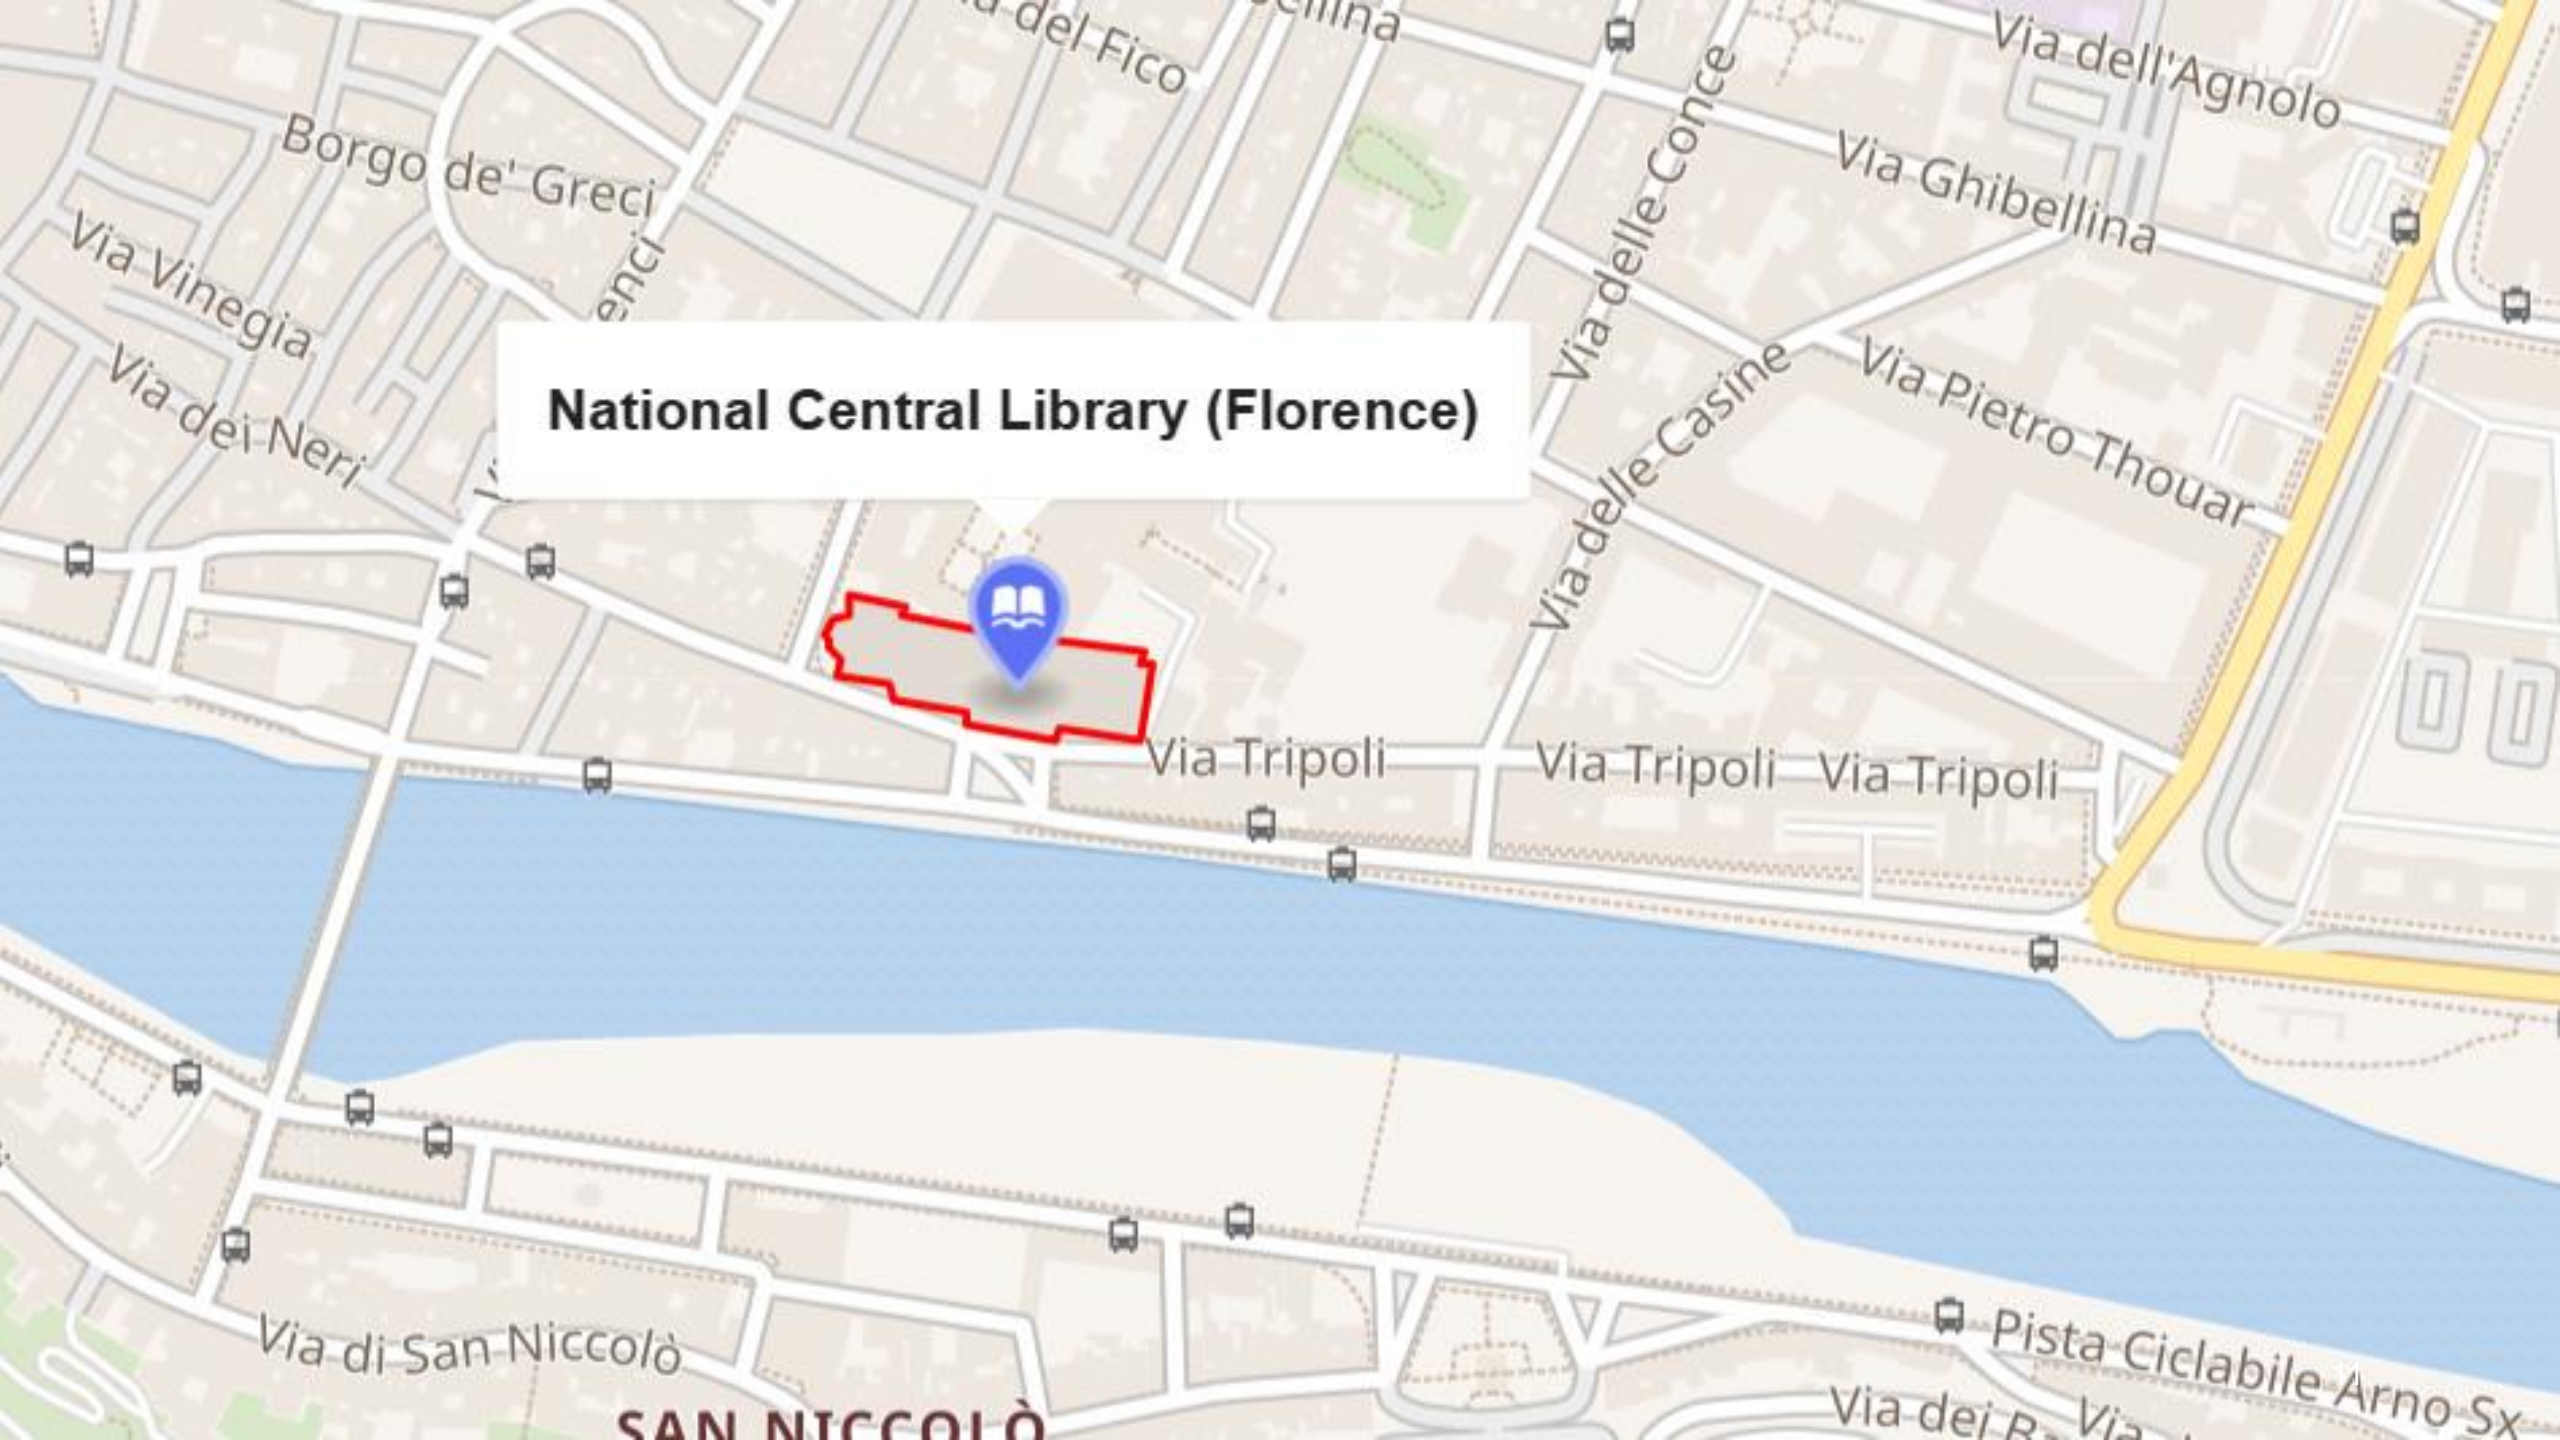 del Fico
Via dell'Agnolo
Borgo de' Greci
Via delle Conce
Via Ghibellina
Via Vinegia
Via dei Neri
National Central Library (Florence)
Via Pietro Thouar
Via delle Casine
Via Tripoli
Via Tripoli
Via Tripoli
Via di San Niccolò
Pista Ciclabile Arno Sx
Via dei
Via
SAN NICCOLÒ